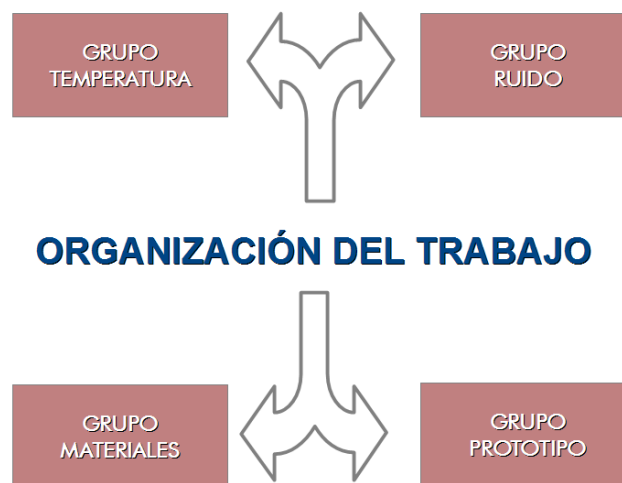 GRUPO
TEMPERATURA
GRUPO
RUIDO
ORGANIZACIÓN DEL TRABAJO
GRUPO
MATERIALES
GRUPO
PROTOTIPO